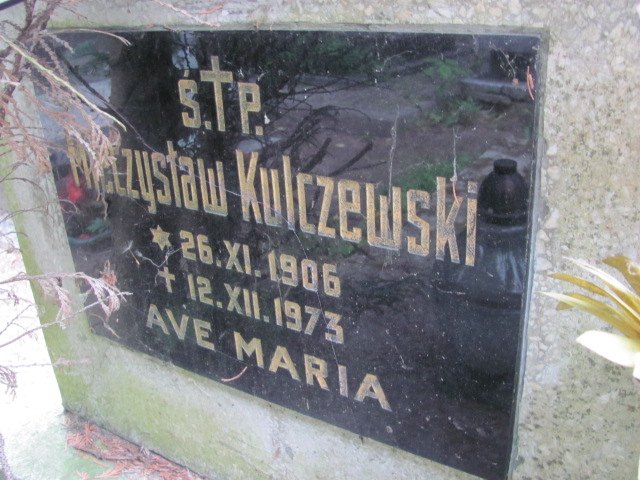 Ś.†P.
Mieczysław Kulczewski
* 26.XI.1906
† 12.XII.1973
AVE MARIA